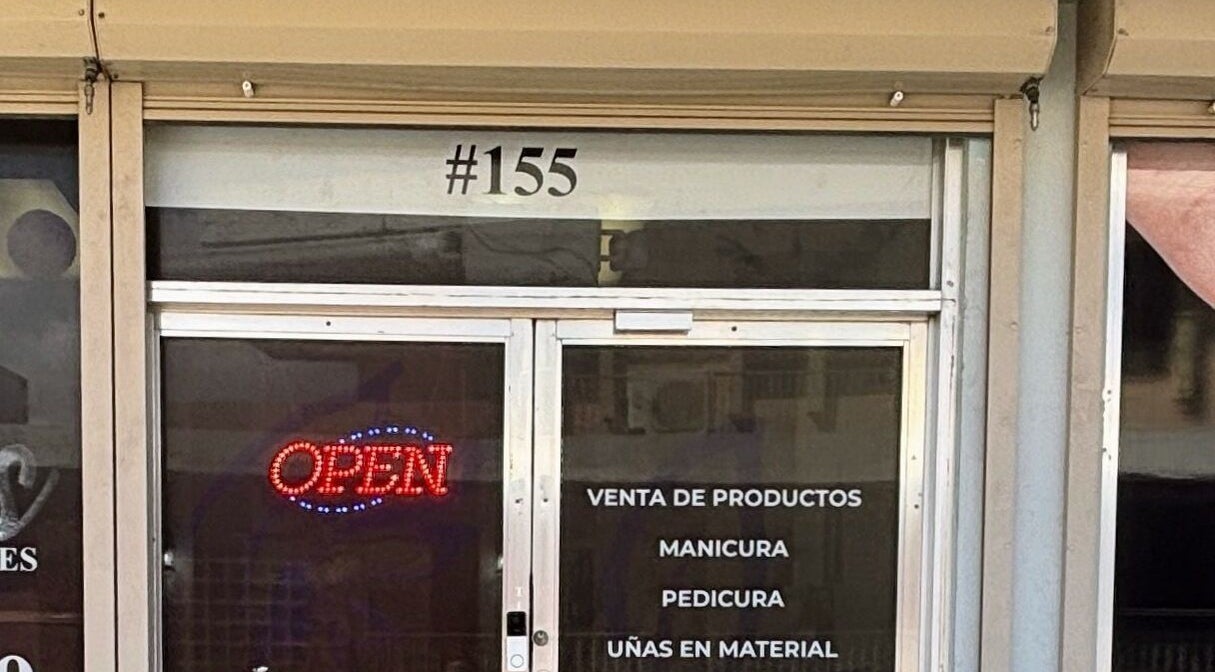 #155
OPEN
VENTA DE PRODUCTOS
MANICURA
PEDICURA
UÑAS EN MATERIAL
ES